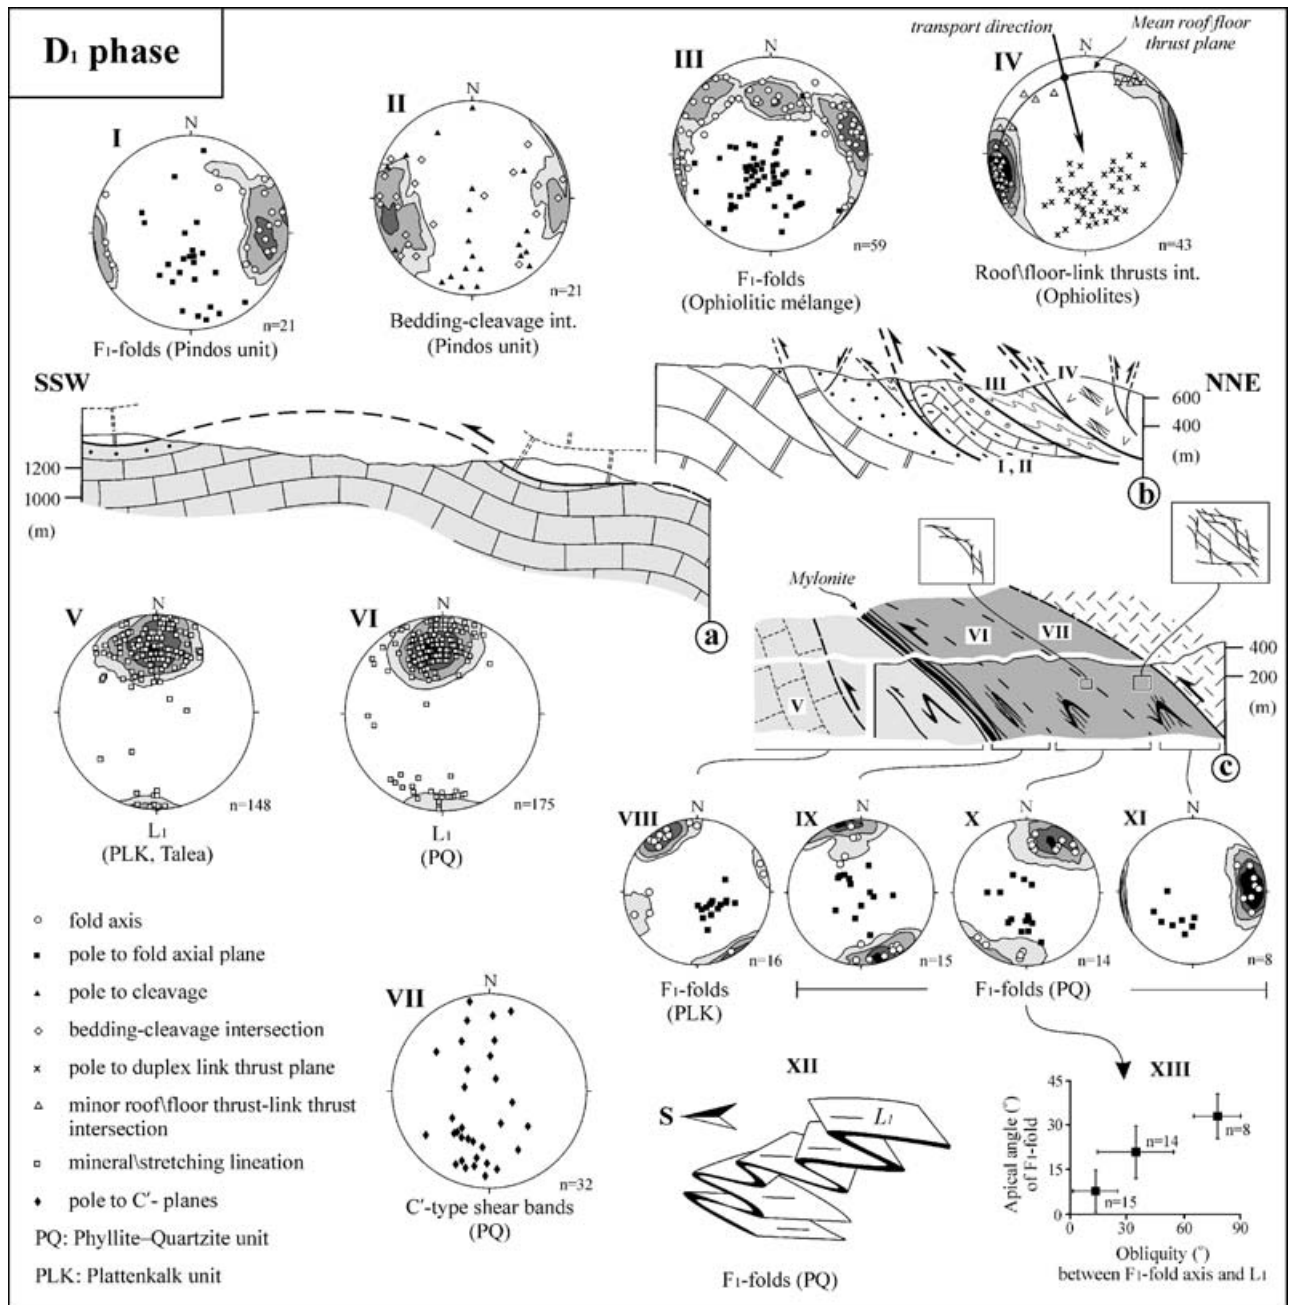 D1 phase
I
N
n=21
F1-folds (Pindos unit)
II
N
n=21
Bedding-cleavage int.
(Pindos unit)
III
N
n=59
F1-folds
(Ophiolitic mélange)
transport direction
Mean roof\floor
thrust plane
IV
N
n=43
Roof\floor-link thrusts int.
(Ophiolites)
SSW
1200
1000
(m)
a
III
IV
NNE
600
400
(m)
I , II
b
Mylonite
VI
VII
V
400
200
(m)
c
V
N
n=148
L1
(PLK, Talea)
VI
N
n=175
L1
(PQ)
VIII
N
n=16
F1-folds
(PLK)
IX
N
n=15
X
N
n=14
F1-folds (PQ)
XI
N
n=8
fold axis
pole to fold axial plane
pole to cleavage
bedding-cleavage intersection
pole to duplex link thrust plane
minor roof\floor thrust-link thrust
intersection
mineral\stretching lineation
pole to C′- planes
PQ: Phyllite–Quartzite unit
PLK: Plattenkalk unit
VII
N
n=32
C′-type shear bands
(PQ)
XII
S
L1
F1-folds (PQ)
XIII
Apical angle (°)
of F1-fold
45
30
15
0
n=15
n=14
n=8
0 30 60 90
Obliquity (°)
between F1-fold axis and L1